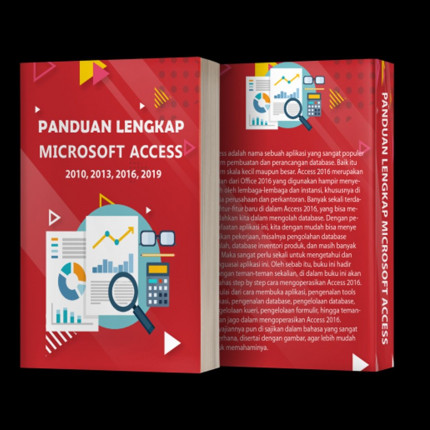 PANDUAN LENGKAP
MICROSOFT ACCESS
2010, 2013, 2016, 2019
adalah nama sebuah aplikasi yang sangat populer
pembuatan dan perancangan database. Baik itu
skala kecil maupun besar. Access 2016 merupakan
dari Office 2016 yang digunakan hampir menye-
oleh lembaga-lembaga dan instansi, khususnya di
perusahaan dan perkantoran. Banyak sekali terda-
fitur baru di dalam Access 2016, yang bisa me-
kita dalam mengolah database. Dengan pe-
aplikasi ini, kita dengan mudah bisa menye-
pekerjaan, misalnya pengolahan database
database inventori produk, dan masih banyak
Maka sangat perlu sekali untuk mengetahui dan
aplikasi ini. Oleh sebab itu, buku ini hadir
teman-teman sekalian, di dalam buku ini akan
step by step cara mengoperasikan Access 2016.
dari cara membuka aplikasi, pengenalan tools
pengenalan database, pengelolaan database,
kueri, pengelolaan formulir, hingga teman-
jago dalam mengoperasikan Access 2016.
pun di sajikan dalam bahasa yang sangat
disertai dengan gambar, agar lebih mudah
memahaminya.
PANDUAN LENGKAP MICROSOFT ACCESS